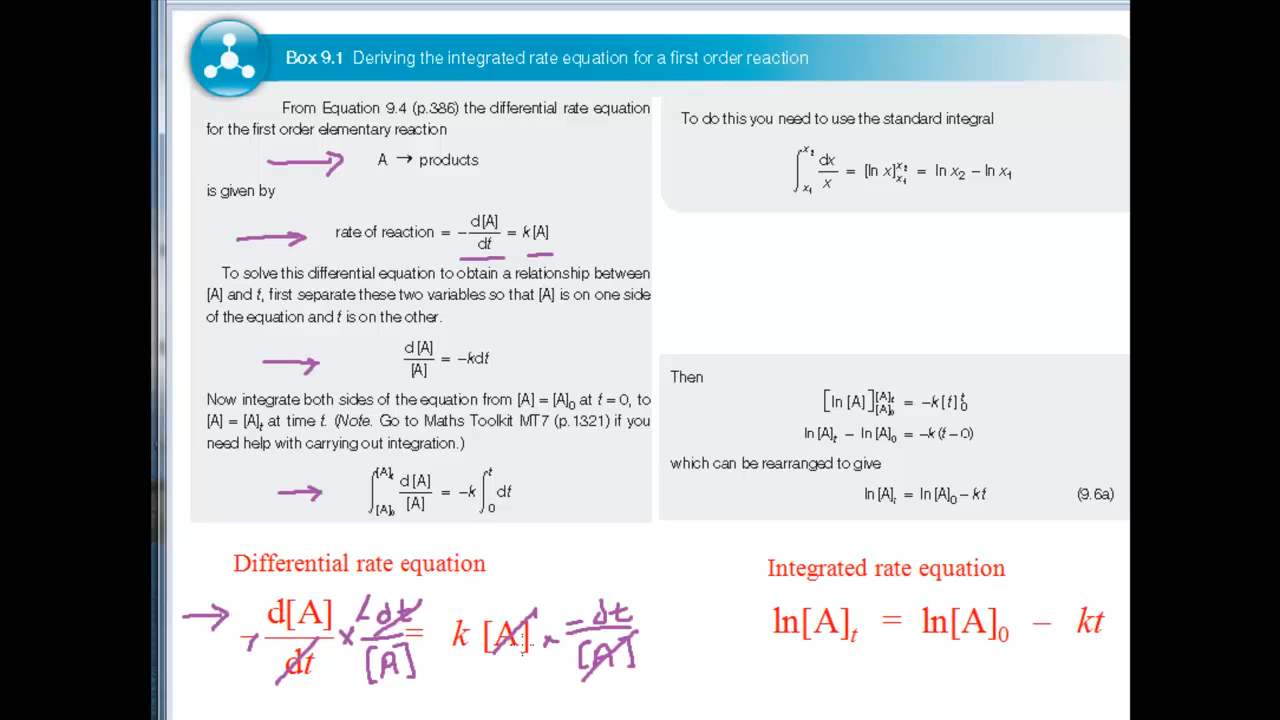 Box 9.1 Deriving the integrated rate equation for a first order reaction
From Equation 9.4 (p.386) the differential rate equation
for the first order elementary reaction
A → products
is given by
rate of reaction = −d[A]/dt = k[A]
To solve this differential equation to obtain a relationship between
[A] and t, first separate these two variables so that [A] is on one side
of the equation and t is on the other.
d[A]/[A] = −kdt
Now integrate both sides of the equation from [A] = [A]₀ at t = 0, to
[A] = [A]ₜ at time t. (Note. Go to Maths Toolkit MT7 (p.1321) if you
need help with carrying out integration.)
∫_[A]₀^[A]ₜ d[A]/[A] = −k ∫₀^t dt
To do this you need to use the standard integral
∫_x₁^x₂ dx/x = [ln x]_x₁^x₂ = ln x₂ − ln x₁
Then
[ln [A]]_[A]₀^[A]ₜ = −k[t]₀^t
ln [A]ₜ − ln [A]₀ = −k(t−0)
which can be rearranged to give
ln [A]ₜ = ln [A]₀ − kt (9.6a)
Differential rate equation
− d[A]/dt × −dt/[A] = k [A] × −dt/[A]
Integrated rate equation
ln[A]ₜ = ln[A]₀ − kt